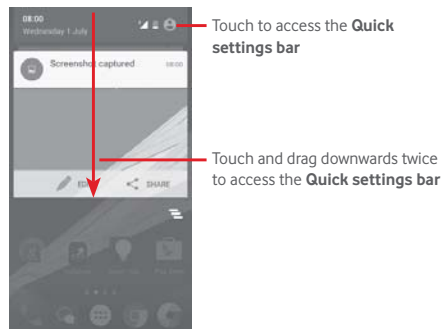 08:00
Wednesday 1 July
Touch to access the Quick
settings bar
Screenshot captured
08:00
Touch and drag downwards twice
to access the Quick settings bar
SHARE